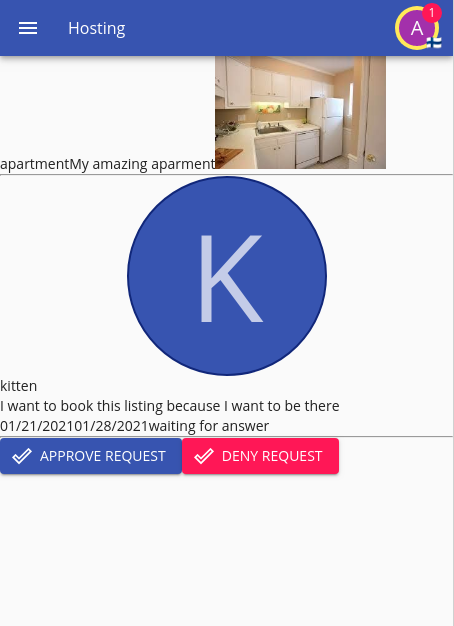 Hosting
A
1
apartmentMy amazing aparment
K
kitten
I want to book this listing because I want to be there
01/21/202101/28/2021waiting for answer
APPROVE REQUEST
DENY REQUEST